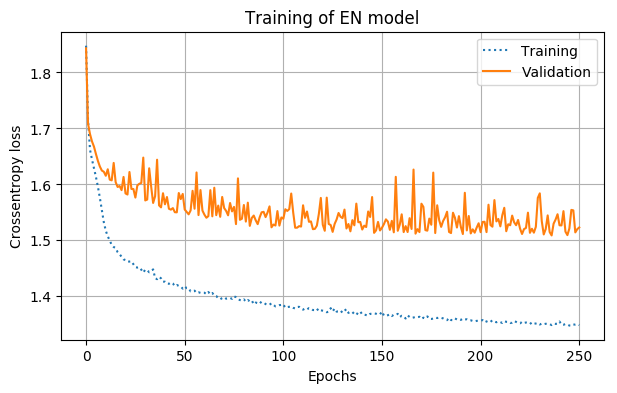 Training of EN model
Training
Validation
Crossentropy loss
1.8
1.7
1.6
1.5
1.4
0 50 100 150 200 250
Epochs